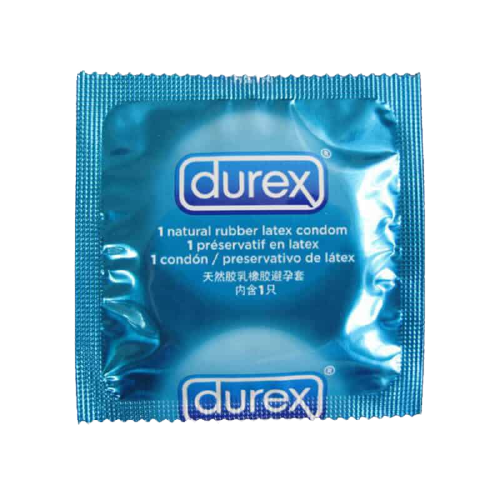 durex®
1 natural rubber latex condom
1 préservatif en latex
1 condón / preservativo de látex
天然胶乳橡胶避孕套
内含1只
durex®